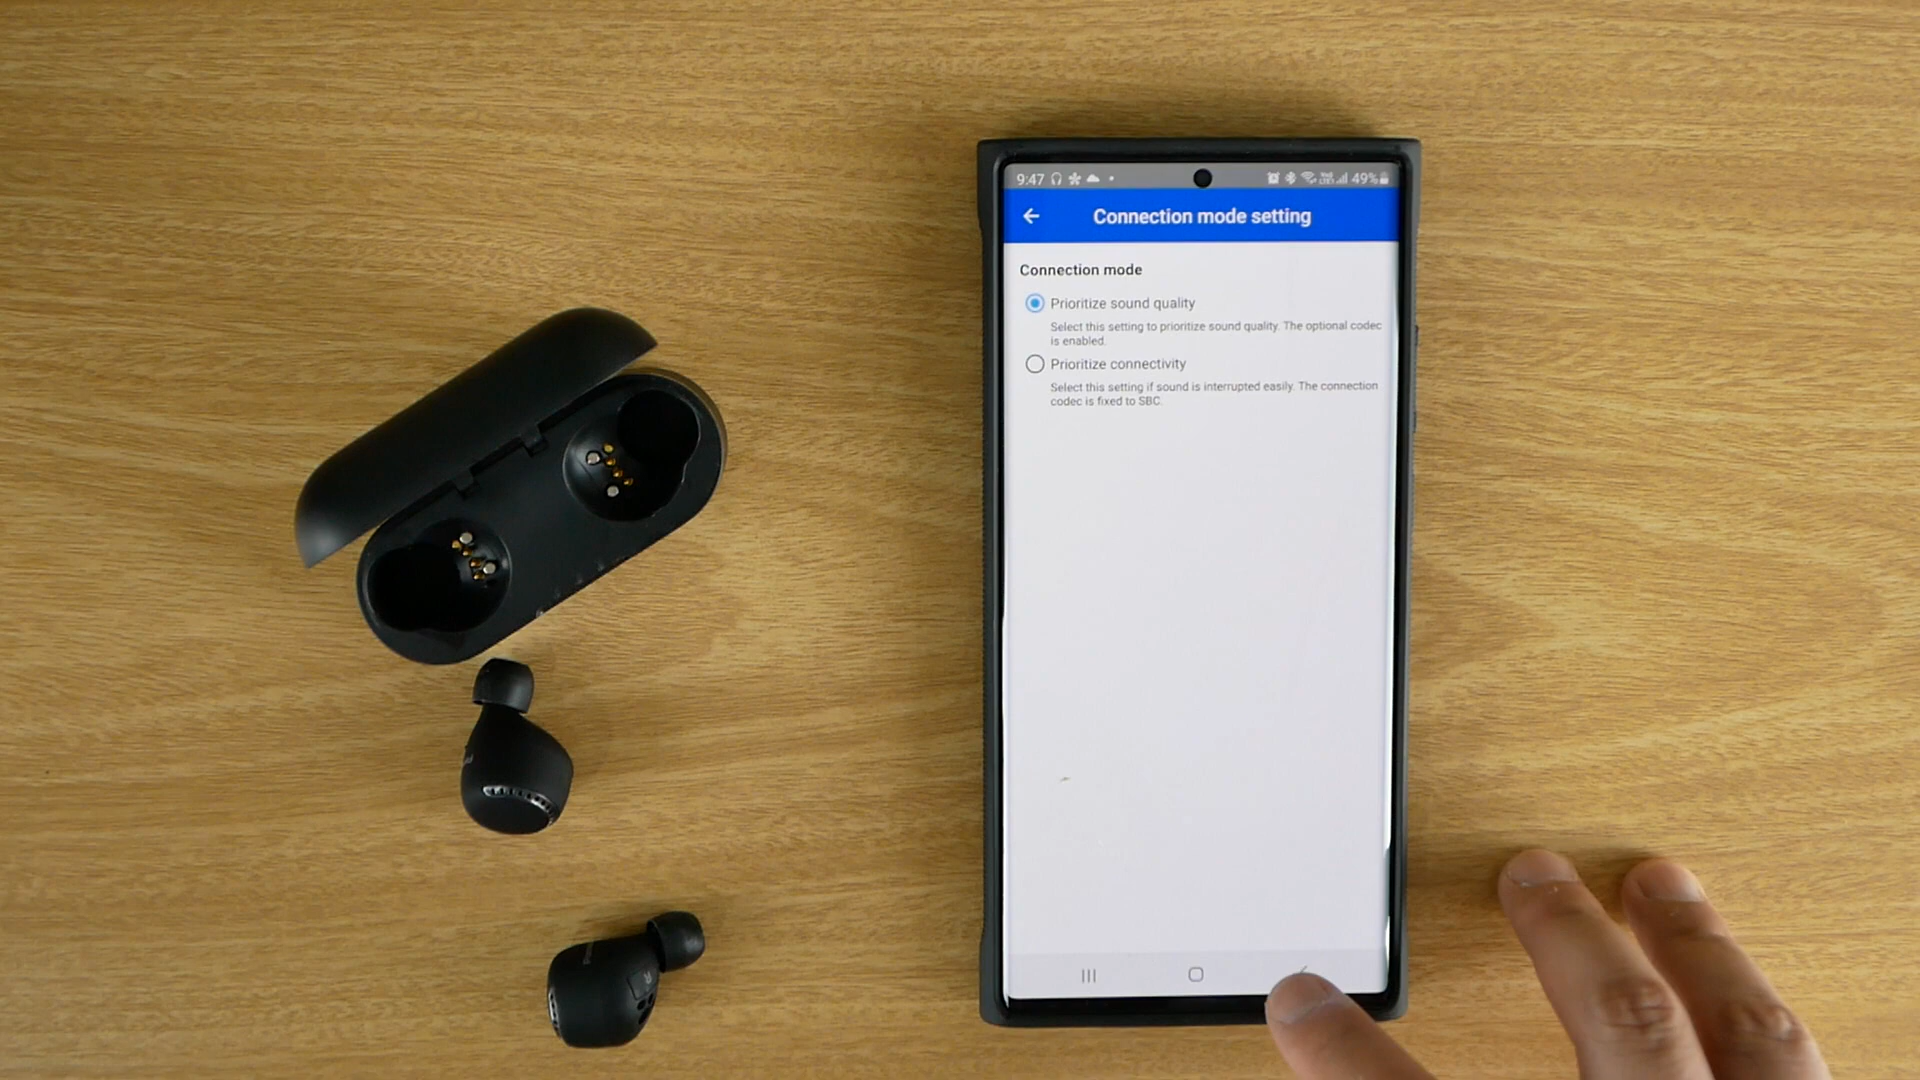 9:47 49%
Connection mode setting
Connection mode
Prioritize sound quality
Select this setting to prioritize sound quality. The optional codec
is enabled.
Prioritize connectivity
Select this setting if sound is interrupted easily. The connection
codec is fixed to SBC.
R